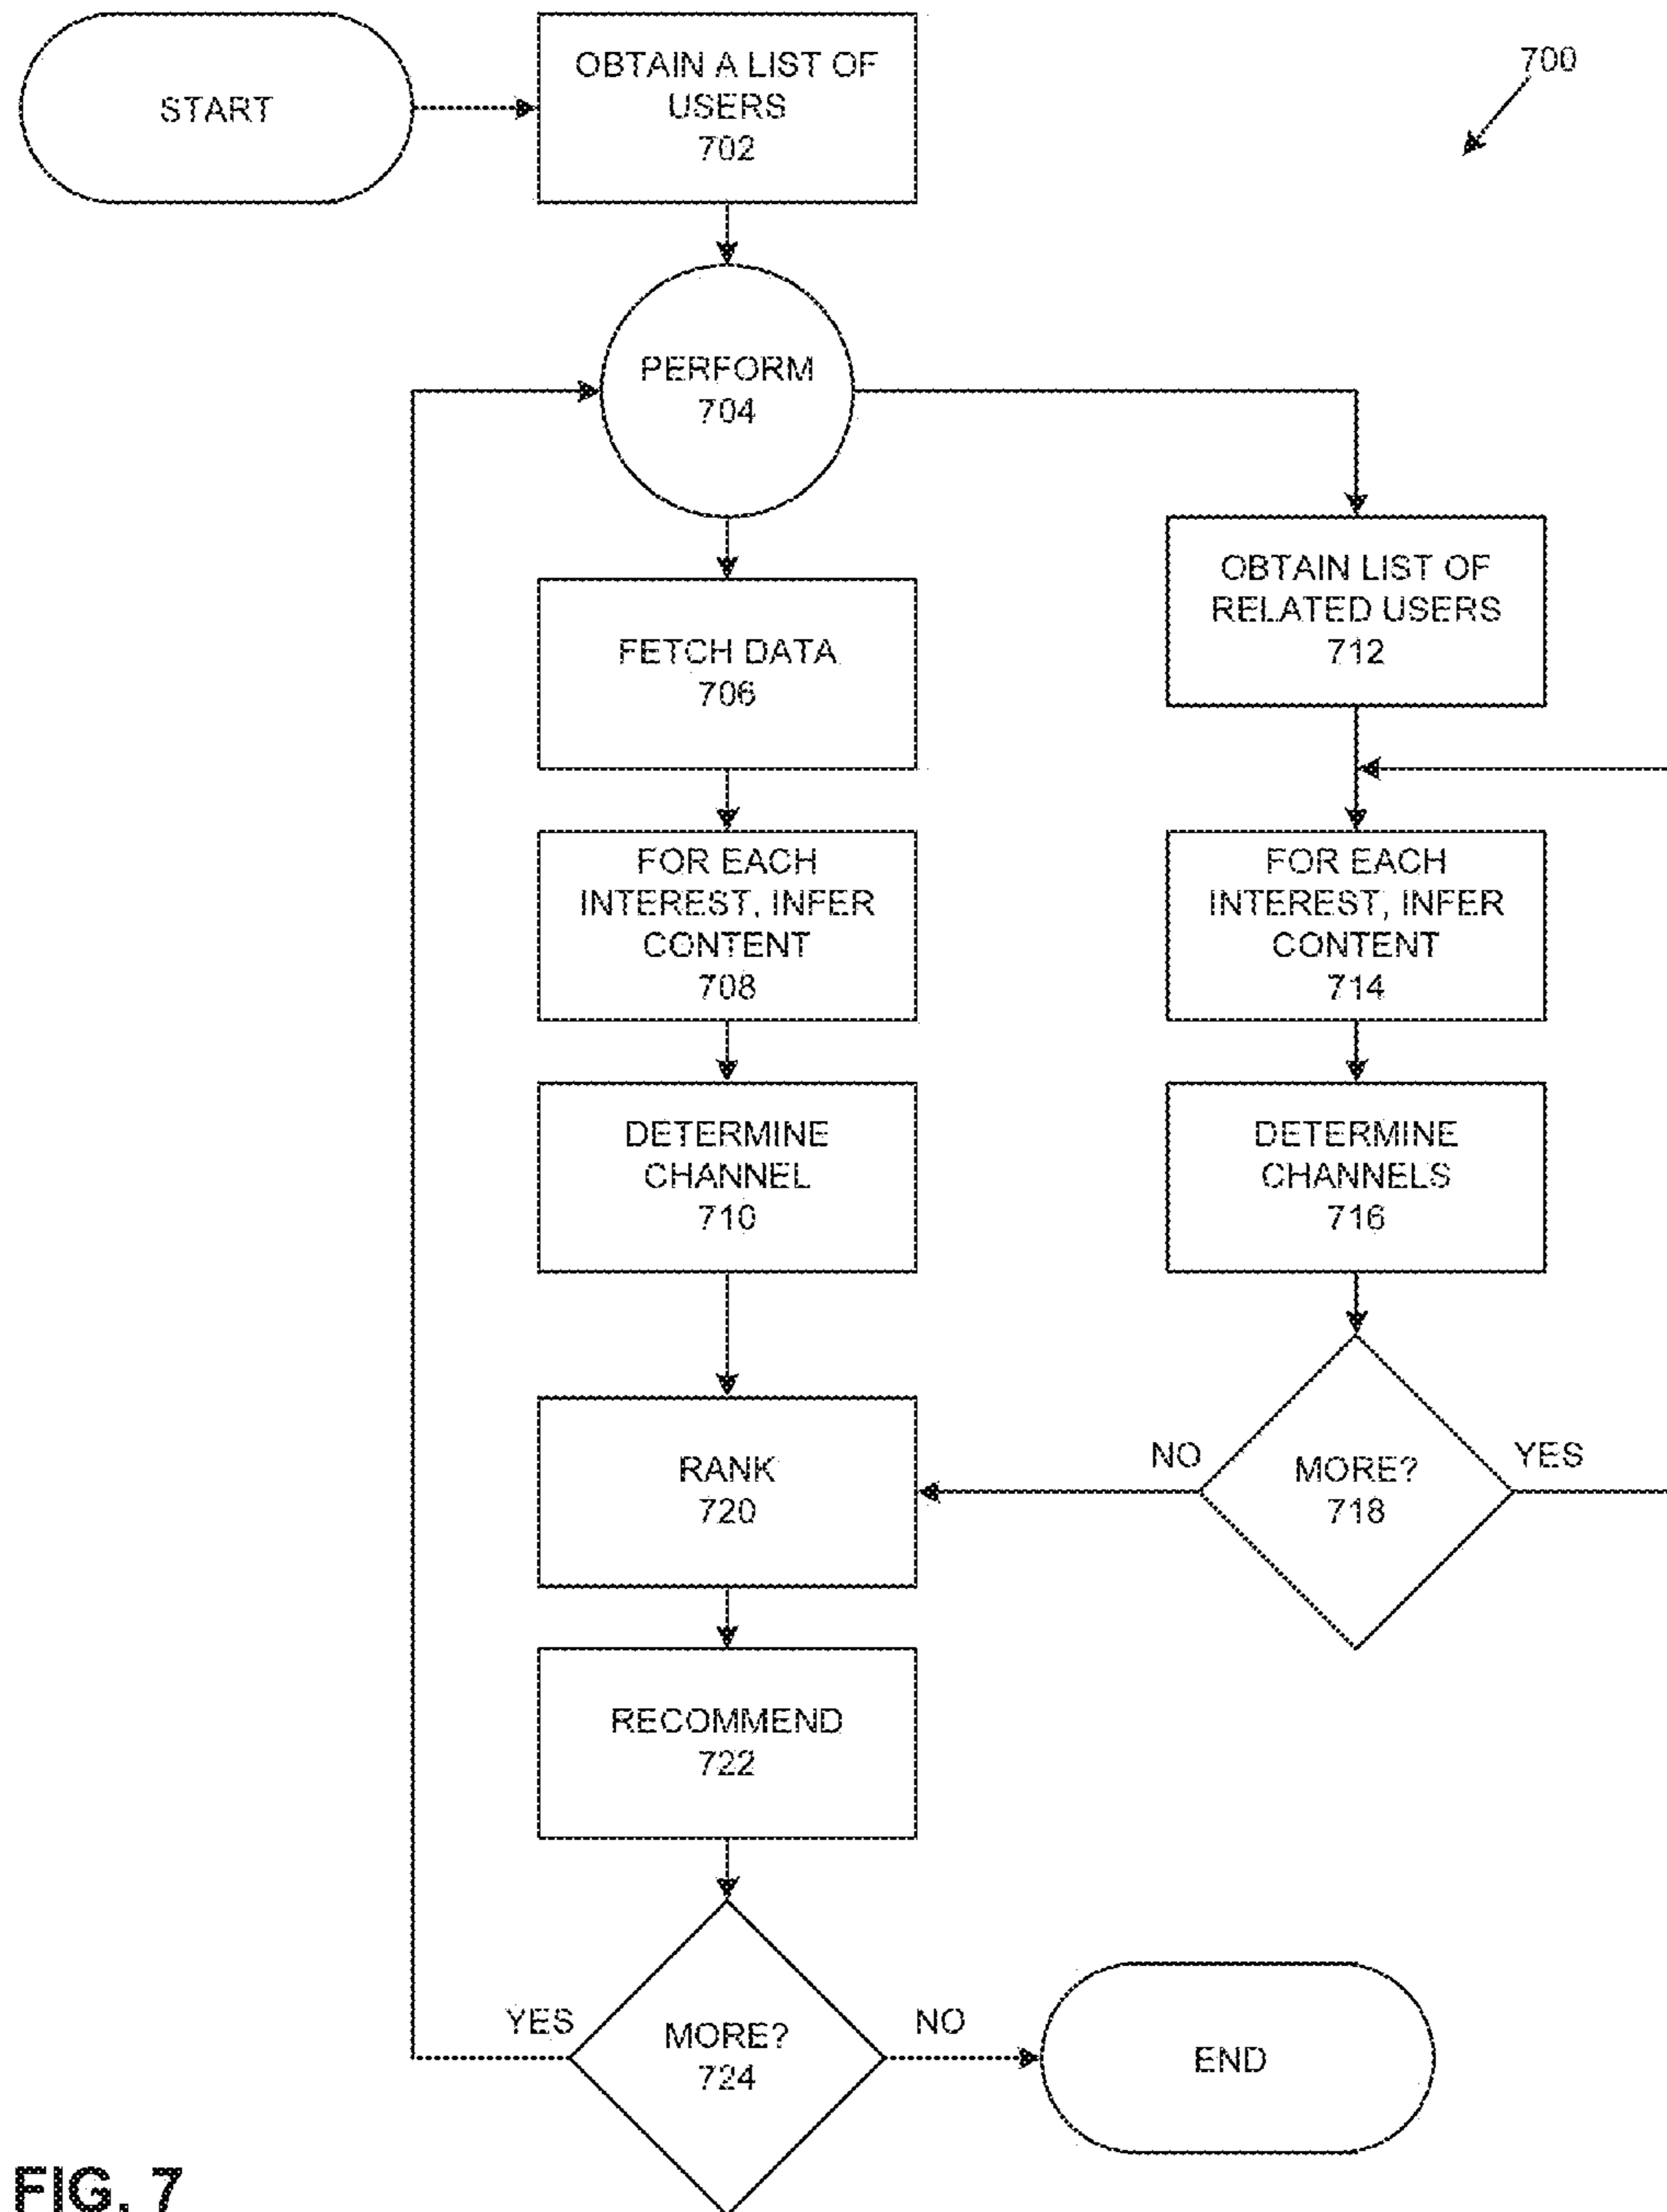 START
OBTAIN A LIST OF
USERS
702
700
PERFORM
704
FETCH DATA
706
FOR EACH
INTEREST, INFER
CONTENT
708
DETERMINE
CHANNEL
710
OBTAIN LIST OF
RELATED USERS
712
FOR EACH
INTEREST, INFER
CONTENT
714
DETERMINE
CHANNELS
716
MORE?
718
NO
YES
RANK
720
RECOMMEND
722
MORE?
724
YES
NO
END
FIG. 7